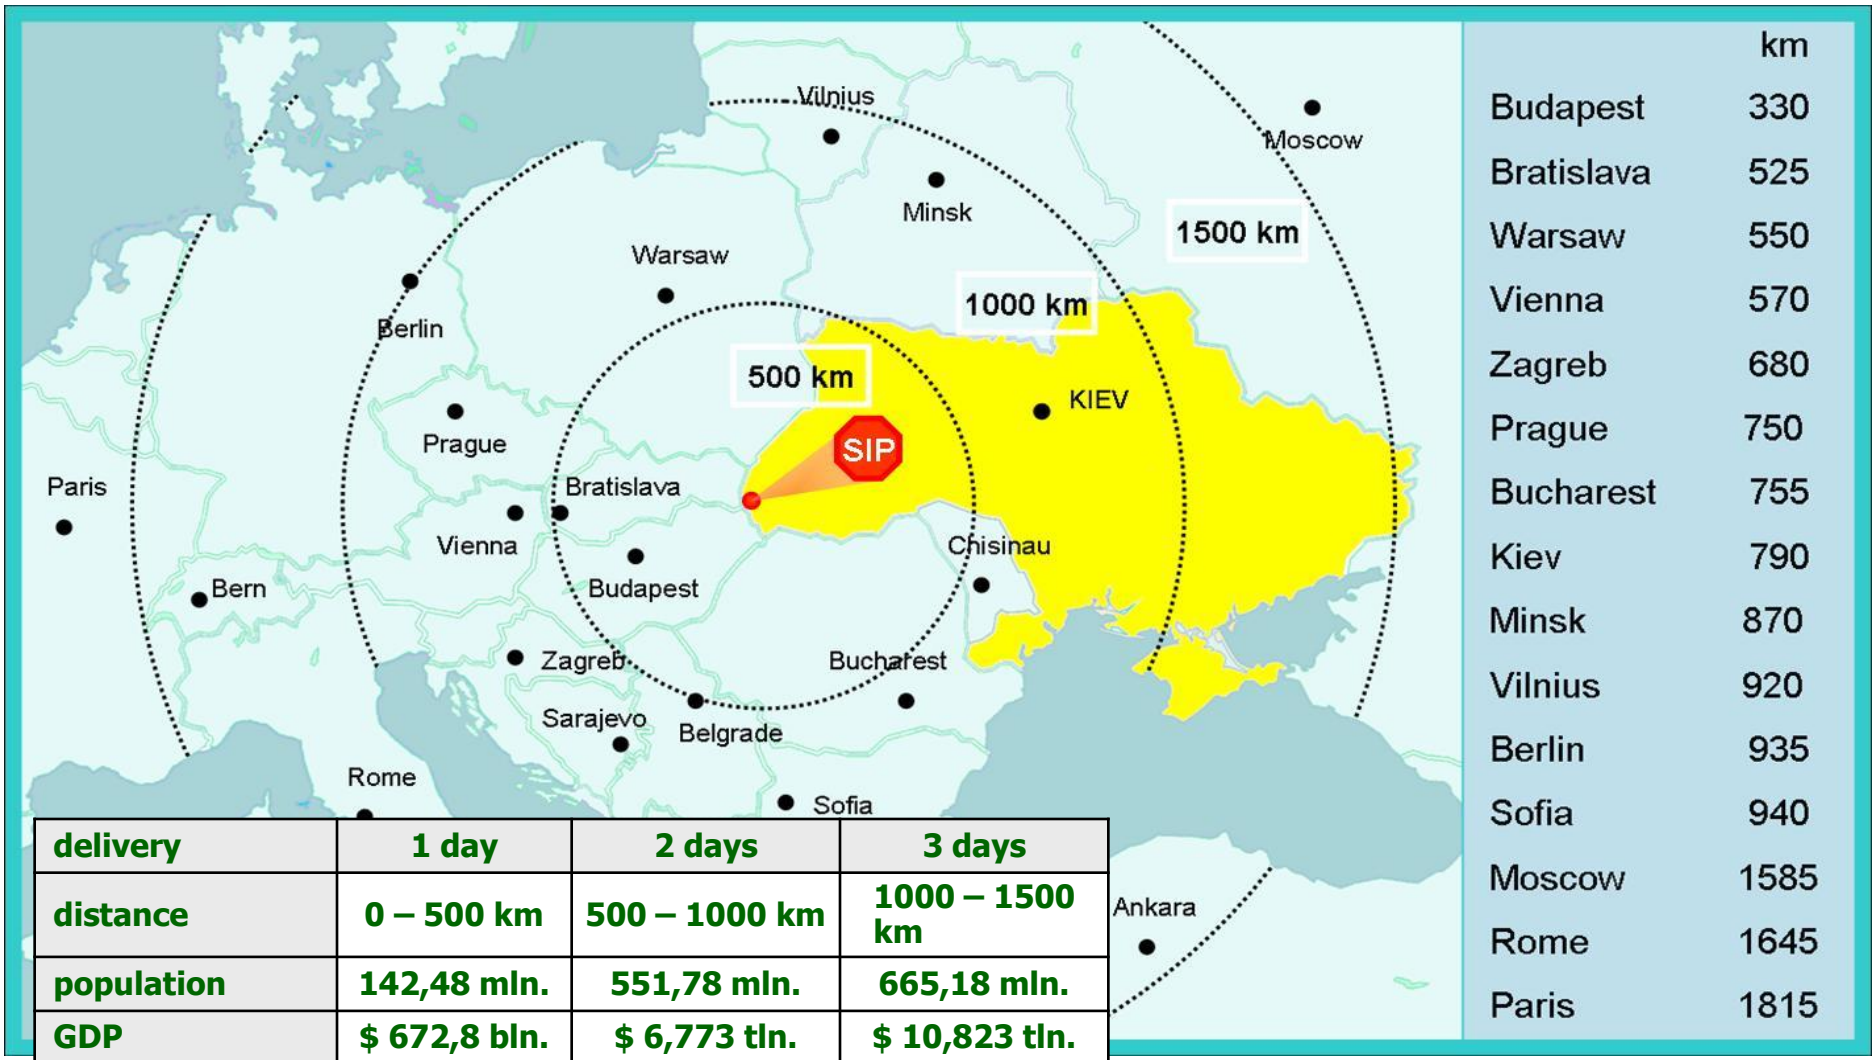 Vilnius
Moscow
Minsk
1500 km
Warsaw
1000 km
Berlin
500 km
KIEV
SIP
Prague
Paris
Bratislava
Vienna
Chisinau
Bern
Budapest
Zagreb
Bucharest
Sarajevo
Belgrade
Rome
Sofia
Ankara
km
Budapest 330
Bratislava 525
Warsaw 550
Vienna 570
Zagreb 680
Prague 750
Bucharest 755
Kiev 790
Minsk 870
Vilnius 920
Berlin 935
Sofia 940
Moscow 1585
Rome 1645
Paris 1815
delivery 1 day 2 days 3 days
distance 0 – 500 km 500 – 1000 km 1000 – 1500
km
population 142,48 mln. 551,78 mln. 665,18 mln.
GDP $ 672,8 bln. $ 6,773 tln. $ 10,823 tln.